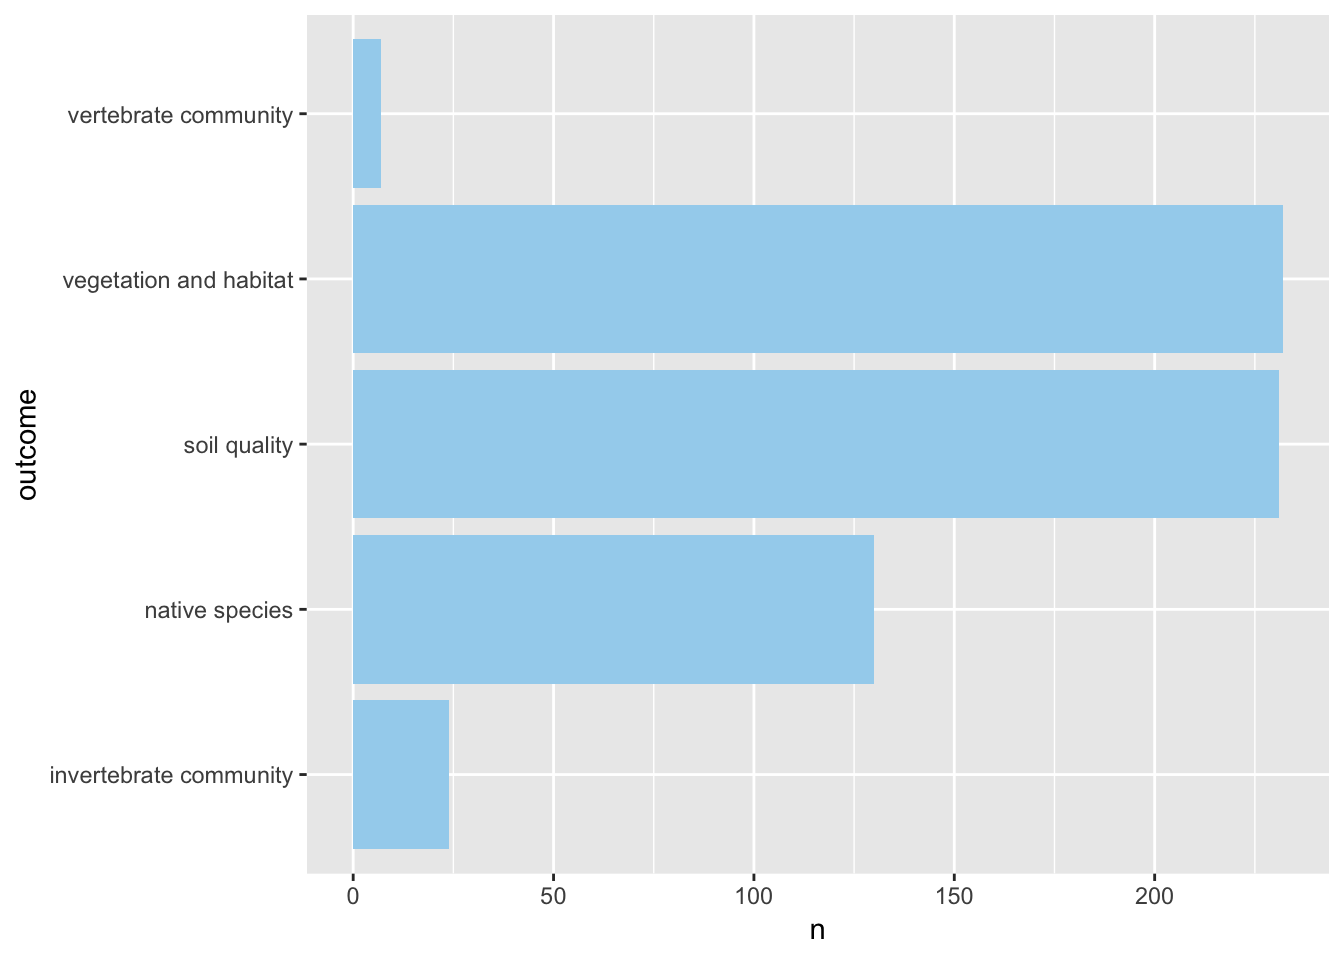 vertebrate community
vegetation and habitat
soil quality
native species
invertebrate community
outcome
0 50 100 150 200
n